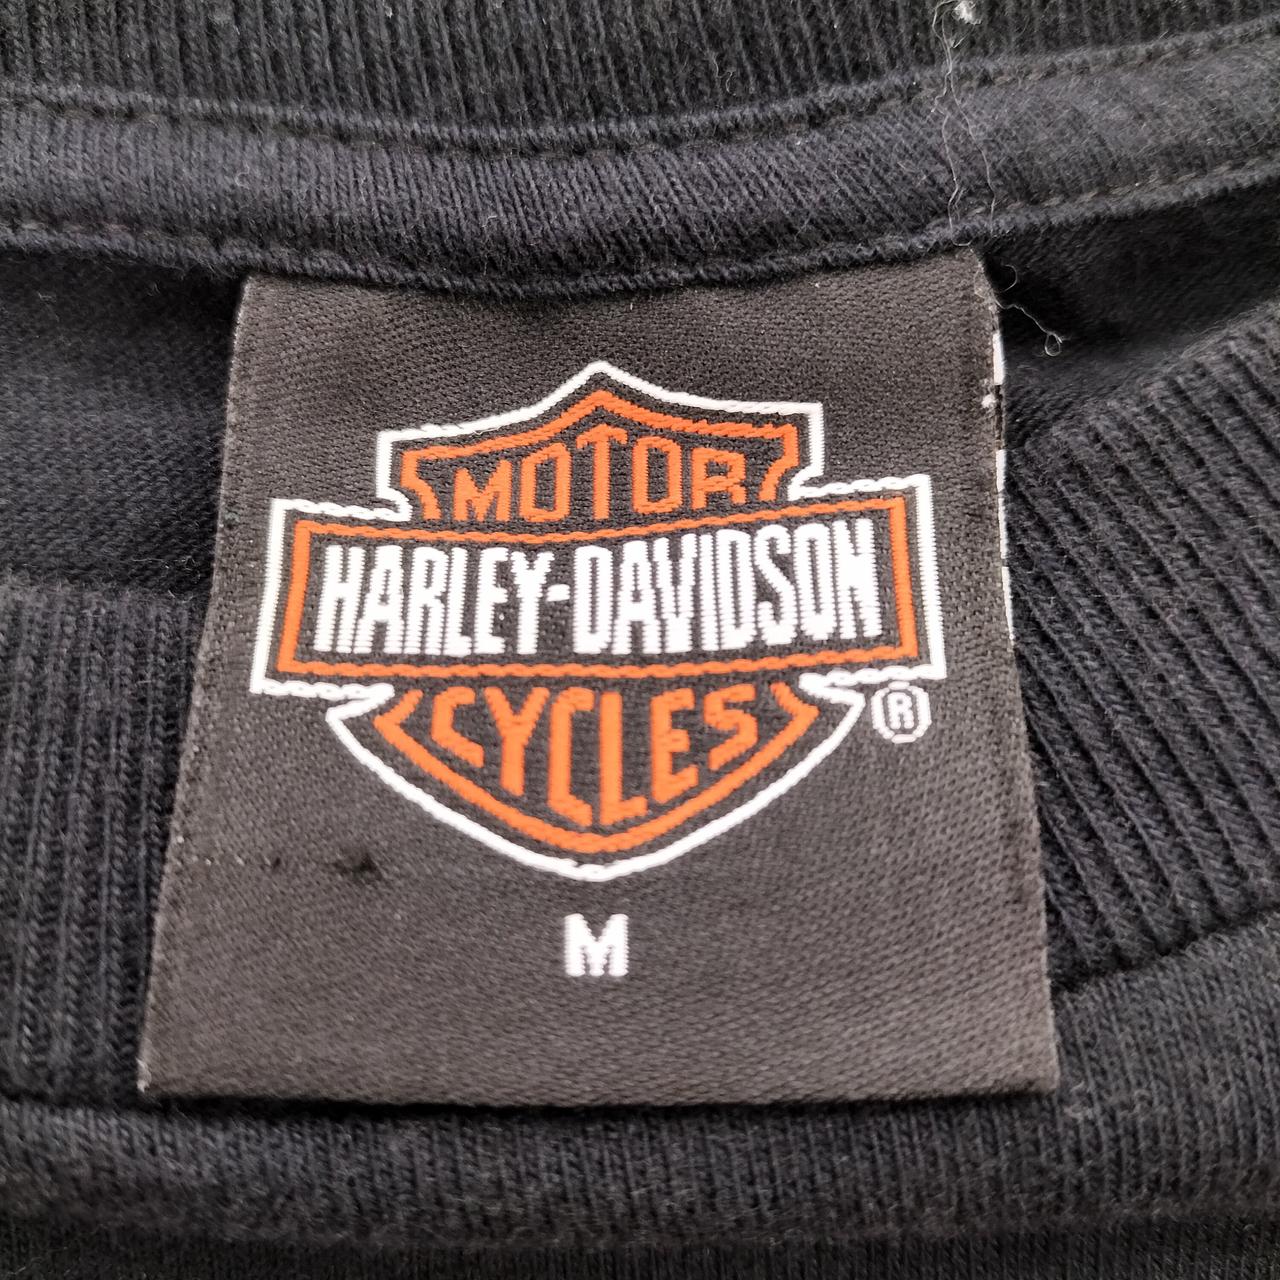 MOTOR
HARLEY-DAVIDSON
CYCLES
®
M